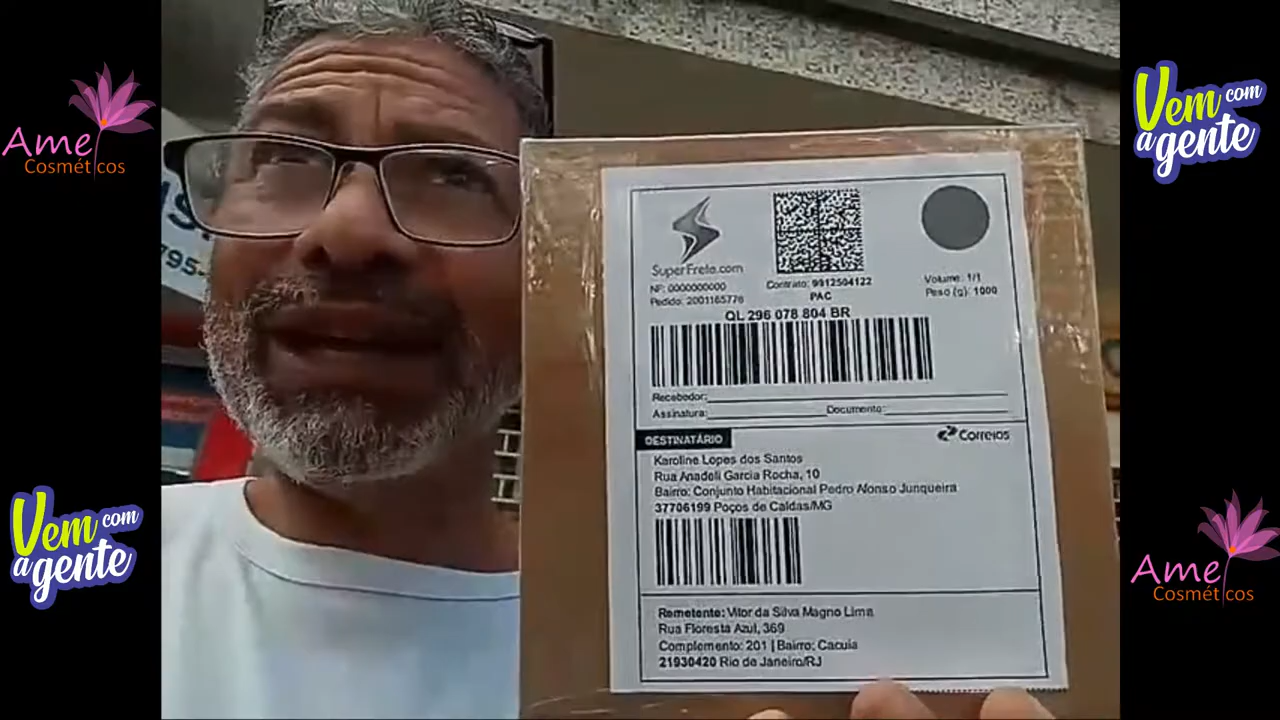 Ame
Cosméticos
Vem com
a gente
795-
SuperFrete.com
NF: 0000000000
Pedido: 2001165776
Contrato: 9912504122
PAC
Volume: 1/1
Peso (g): 1000
QL 296 078 804 BR
Recebedor:
Assinatura: Documento:
DESTINATÁRIO
Correios
Karoline Lopes dos Santos
Rua Anadeli Garcia Rocha, 10
Bairro: Conjunto Habitacional Pedro Afonso Junqueira
37706199 Poços de Caldas/MG
Remetente: Vitor da Silva Magno Lima
Rua Floresta Azul, 369
Complemento: 201 | Bairro: Cacuia
21930420 Rio de Janeiro/RJ
Vem com
a gente
Ame
Cosméticos